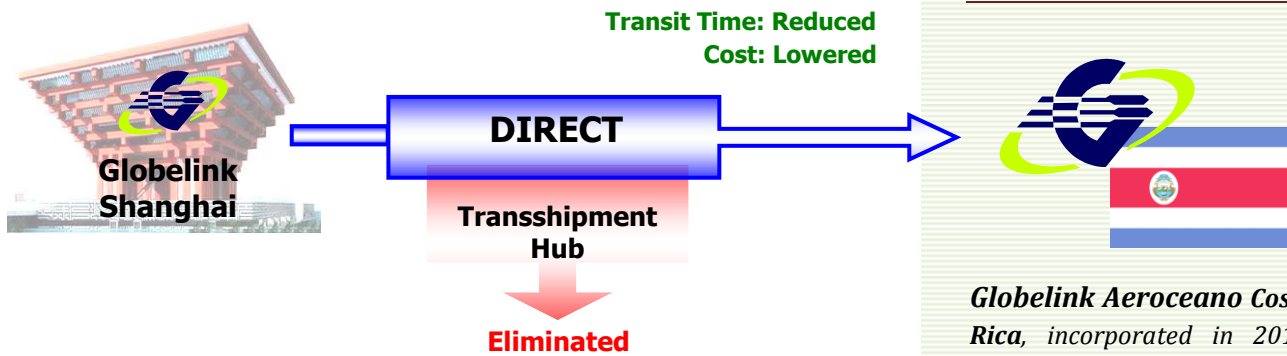 Transit Time: Reduced
Cost: Lowered
Globelink
Shanghai
DIRECT
Transshipment
Hub
Eliminated
Globelink Aeroceano
Rica, incorporated in